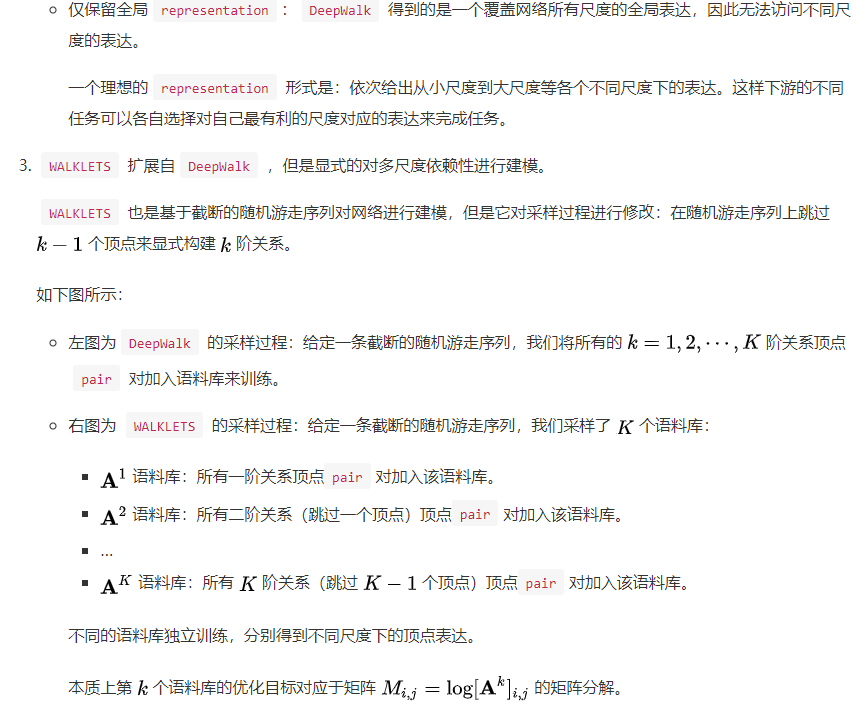 仅保留全局 representation ： DeepWalk 得到的是一个覆盖网络所有尺度的全局表达，因此无法访问不同尺
度的表达。
一个理想的 representation 形式是：依次给出从小尺度到大尺度等各个不同尺度下的表达。这样下游的不同
任务可以各自选择对自己最有利的尺度对应的表达来完成任务。
3. WALKLETS 扩展自 DeepWalk ，但是显式的对多尺度依赖性进行建模。
WALKLETS 也是基于截断的随机游走序列对网络进行建模，但是它对采样过程进行修改：在随机游走序列上跳过
k − 1 个顶点来显式构建 k 阶关系。
如下图所示：
左图为 DeepWalk 的采样过程：给定一条截断的随机游走序列，我们将所有的 k = 1, 2, ⋯, K 阶关系顶点
pair 对加入语料库来训练。
右图为 WALKLETS 的采样过程：给定一条截断的随机游走序列，我们采样了 K 个语料库：
A^1 语料库：所有一阶关系顶点 pair 对加入该语料库。
A^2 语料库：所有二阶关系（跳过一个顶点）顶点 pair 对加入该语料库。
...
A^K 语料库：所有 K 阶关系（跳过 K − 1 个顶点）顶点 pair 对加入该语料库。
不同的语料库独立训练，分别得到不同尺度下的顶点表达。
本质上第 k 个语料库的优化目标对应于矩阵 M_{i,j} = log[A^k]_{i,j} 的矩阵分解。